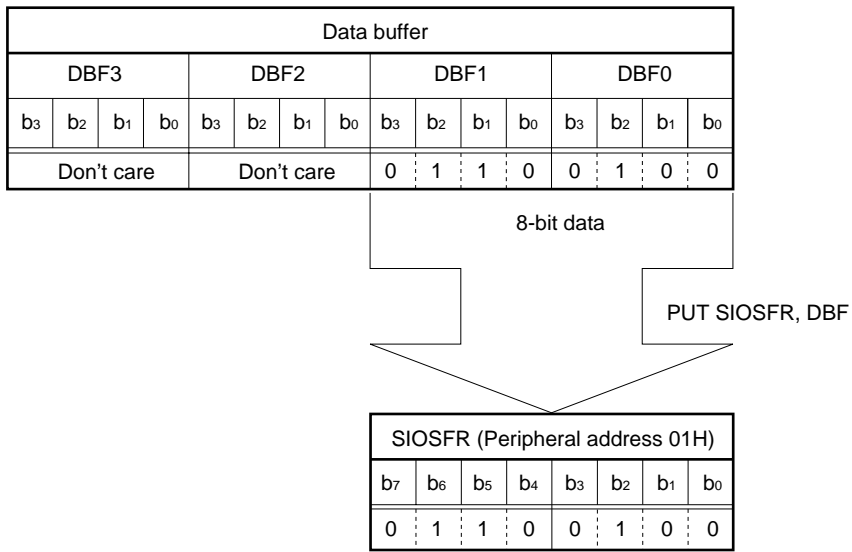 Data buffer
DBF3 DBF2 DBF1 DBF0
b3 b2 b1 b0 b3 b2 b1 b0 b3 b2 b1 b0 b3 b2 b1 b0
Don't care Don't care 0 1 1 0 0 1 0 0
8-bit data
PUT SIOSFR, DBF
SIOSFR (Peripheral address 01H)
b7 b6 b5 b4 b3 b2 b1 b0
0 1 1 0 0 1 0 0